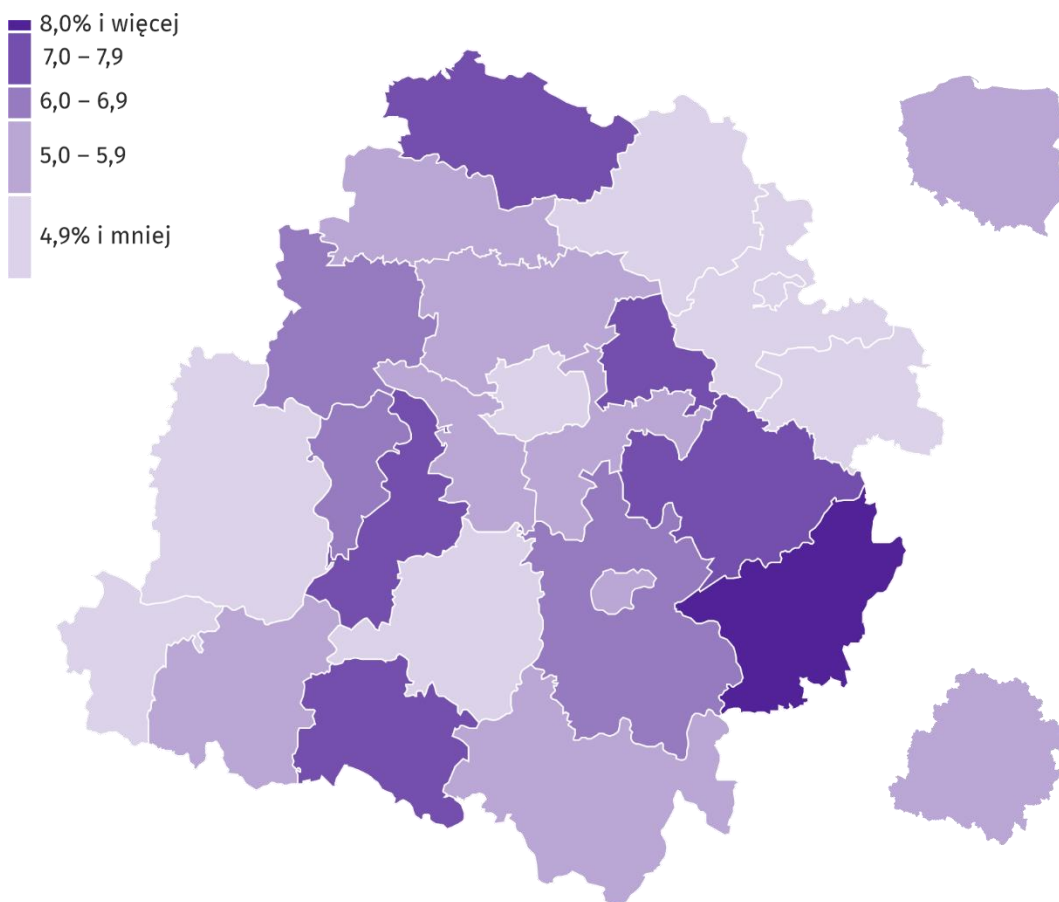 8,0% i więcej
7,0 – 7,9
6,0 – 6,9
5,0 – 5,9
4,9% i mniej